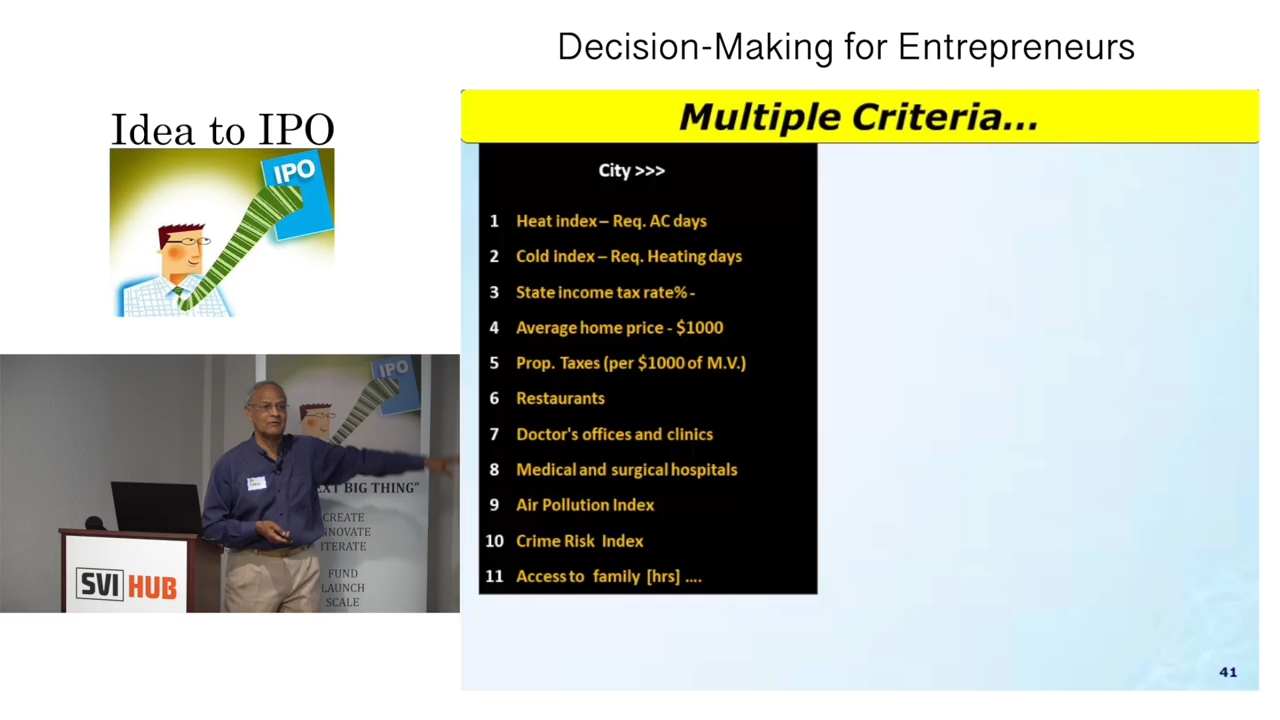 Decision-Making for Entrepreneurs
Idea to IPO
IPO
Multiple Criteria...
City >>>
1 Heat index – Req. AC days
2 Cold index – Req. Heating days
3 State income tax rate% -
4 Average home price - $1000
5 Prop. Taxes (per $1000 of M.V.)
6 Restaurants
7 Doctor's offices and clinics
8 Medical and surgical hospitals
9 Air Pollution Index
10 Crime Risk Index
11 Access to family [hrs] ....
41
IPO
BIG THING"
CREATE
ITERATE
FUND
LAUNCH
SCALE
SVI HUB